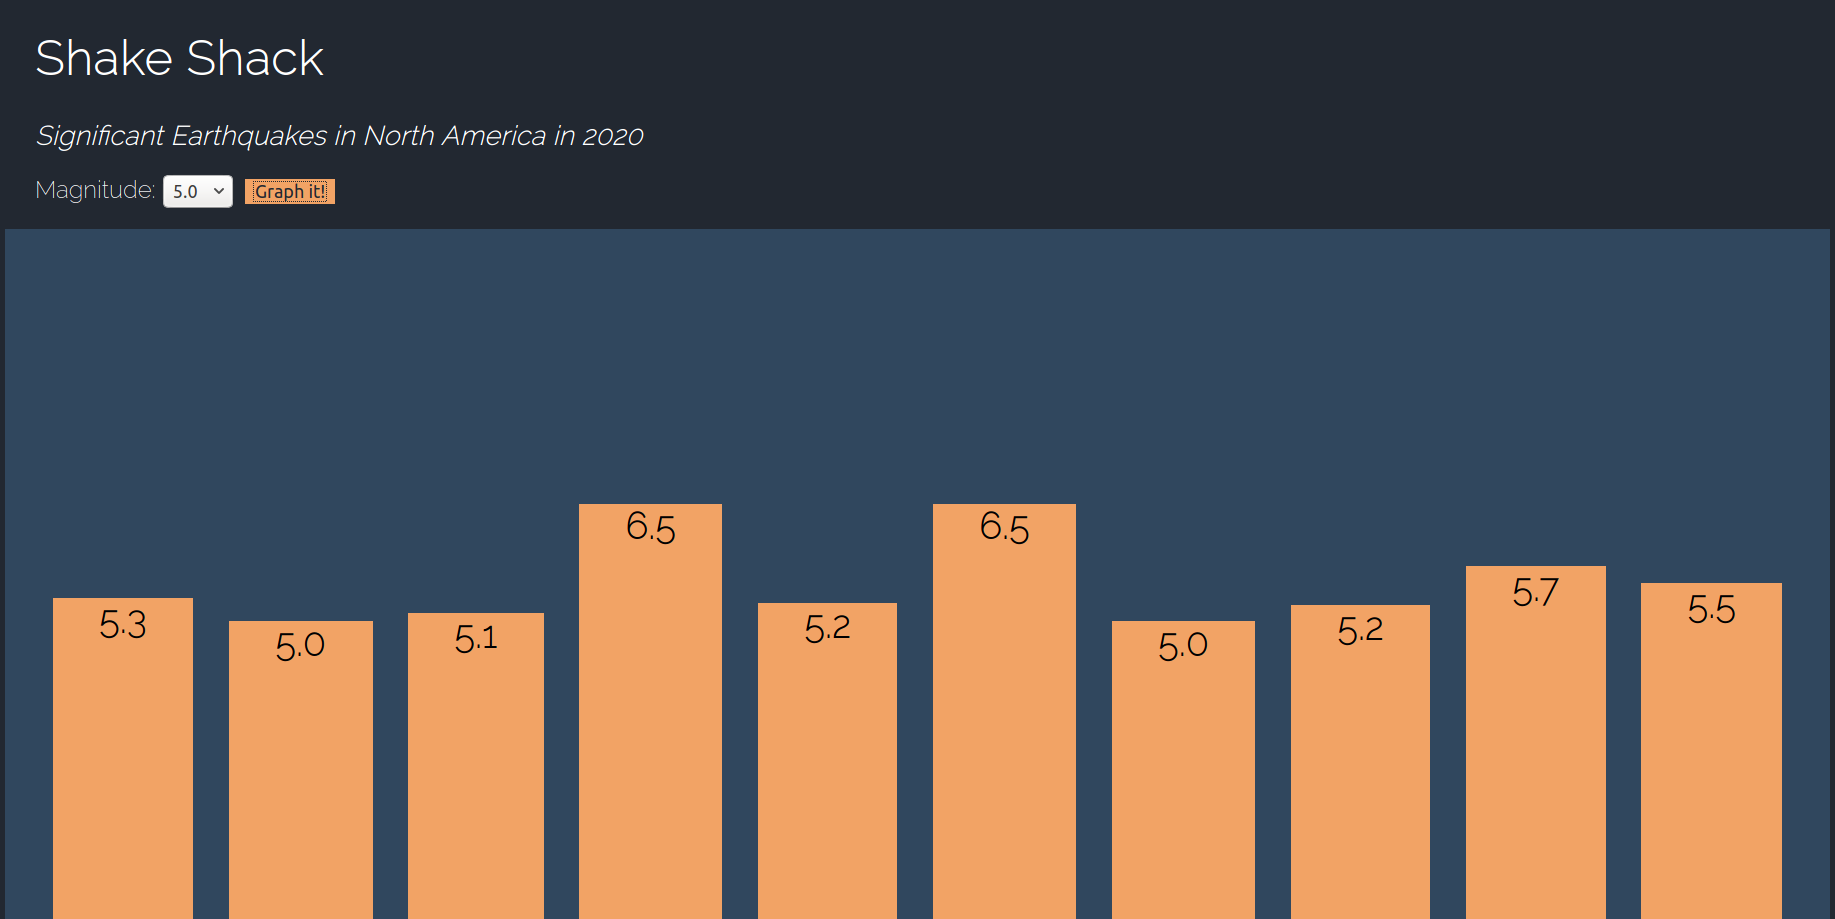 Shake Shack
Significant Earthquakes in North America in 2020
Magnitude: 5.0 Graph it!
5.3 5.0 5.1 6.5 5.2 6.5 5.0 5.2 5.7 5.5